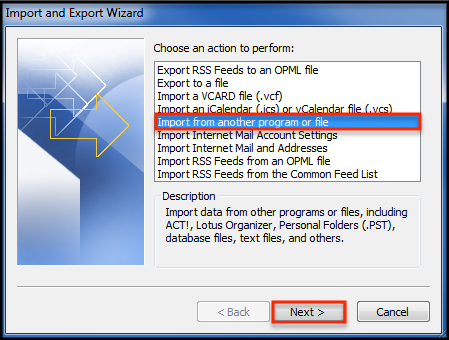 Import and Export Wizard
Choose an action to perform:
Export RSS Feeds to an OPML file
Export to a file
Import a VCARD file (.vcf)
Import an iCalendar (.ics) or vCalendar file (.vcs)
Import from another program or file
Import Internet Mail Account Settings
Import Internet Mail and Addresses
Import RSS Feeds from an OPML file
Import RSS Feeds from the Common Feed List
Description
Import data from other programs or files, including
ACT!, Lotus Organizer, Personal Folders (.PST),
database files, text files, and others.
< Back
Next >
Cancel